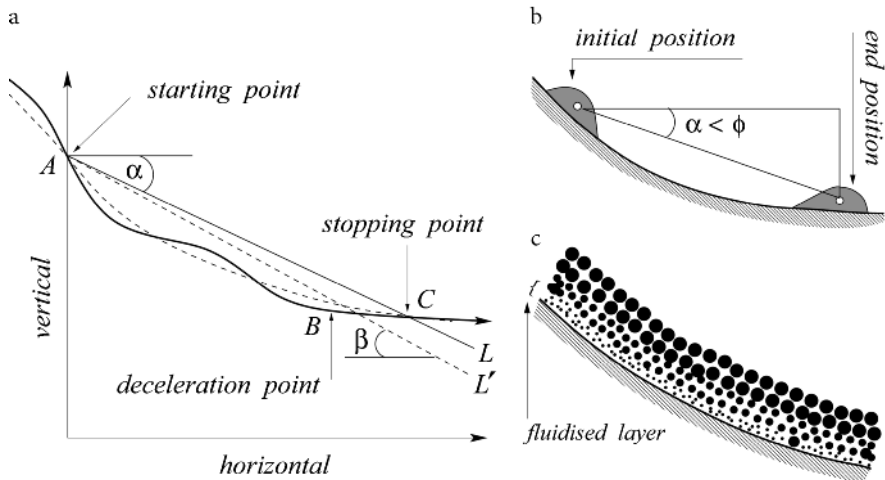 a
starting point
A
α
stopping point
vertical
B
C
β
L
L′
deceleration point
horizontal
b
initial position
end position
α < ϕ
c
fluidised layer